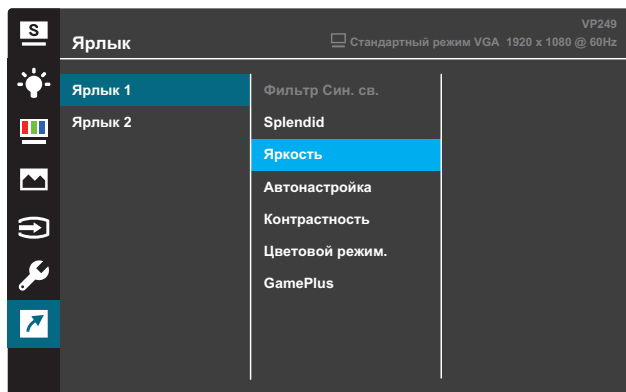 S
VP249
Ярлык
Стандартный режим VGA 1920 x 1080 @ 60Hz
Ярлык 1
Ярлык 2
Фильтр Син. св.
Splendid
Яркость
Автонастройка
Контрастность
Цветовой режим.
GamePlus